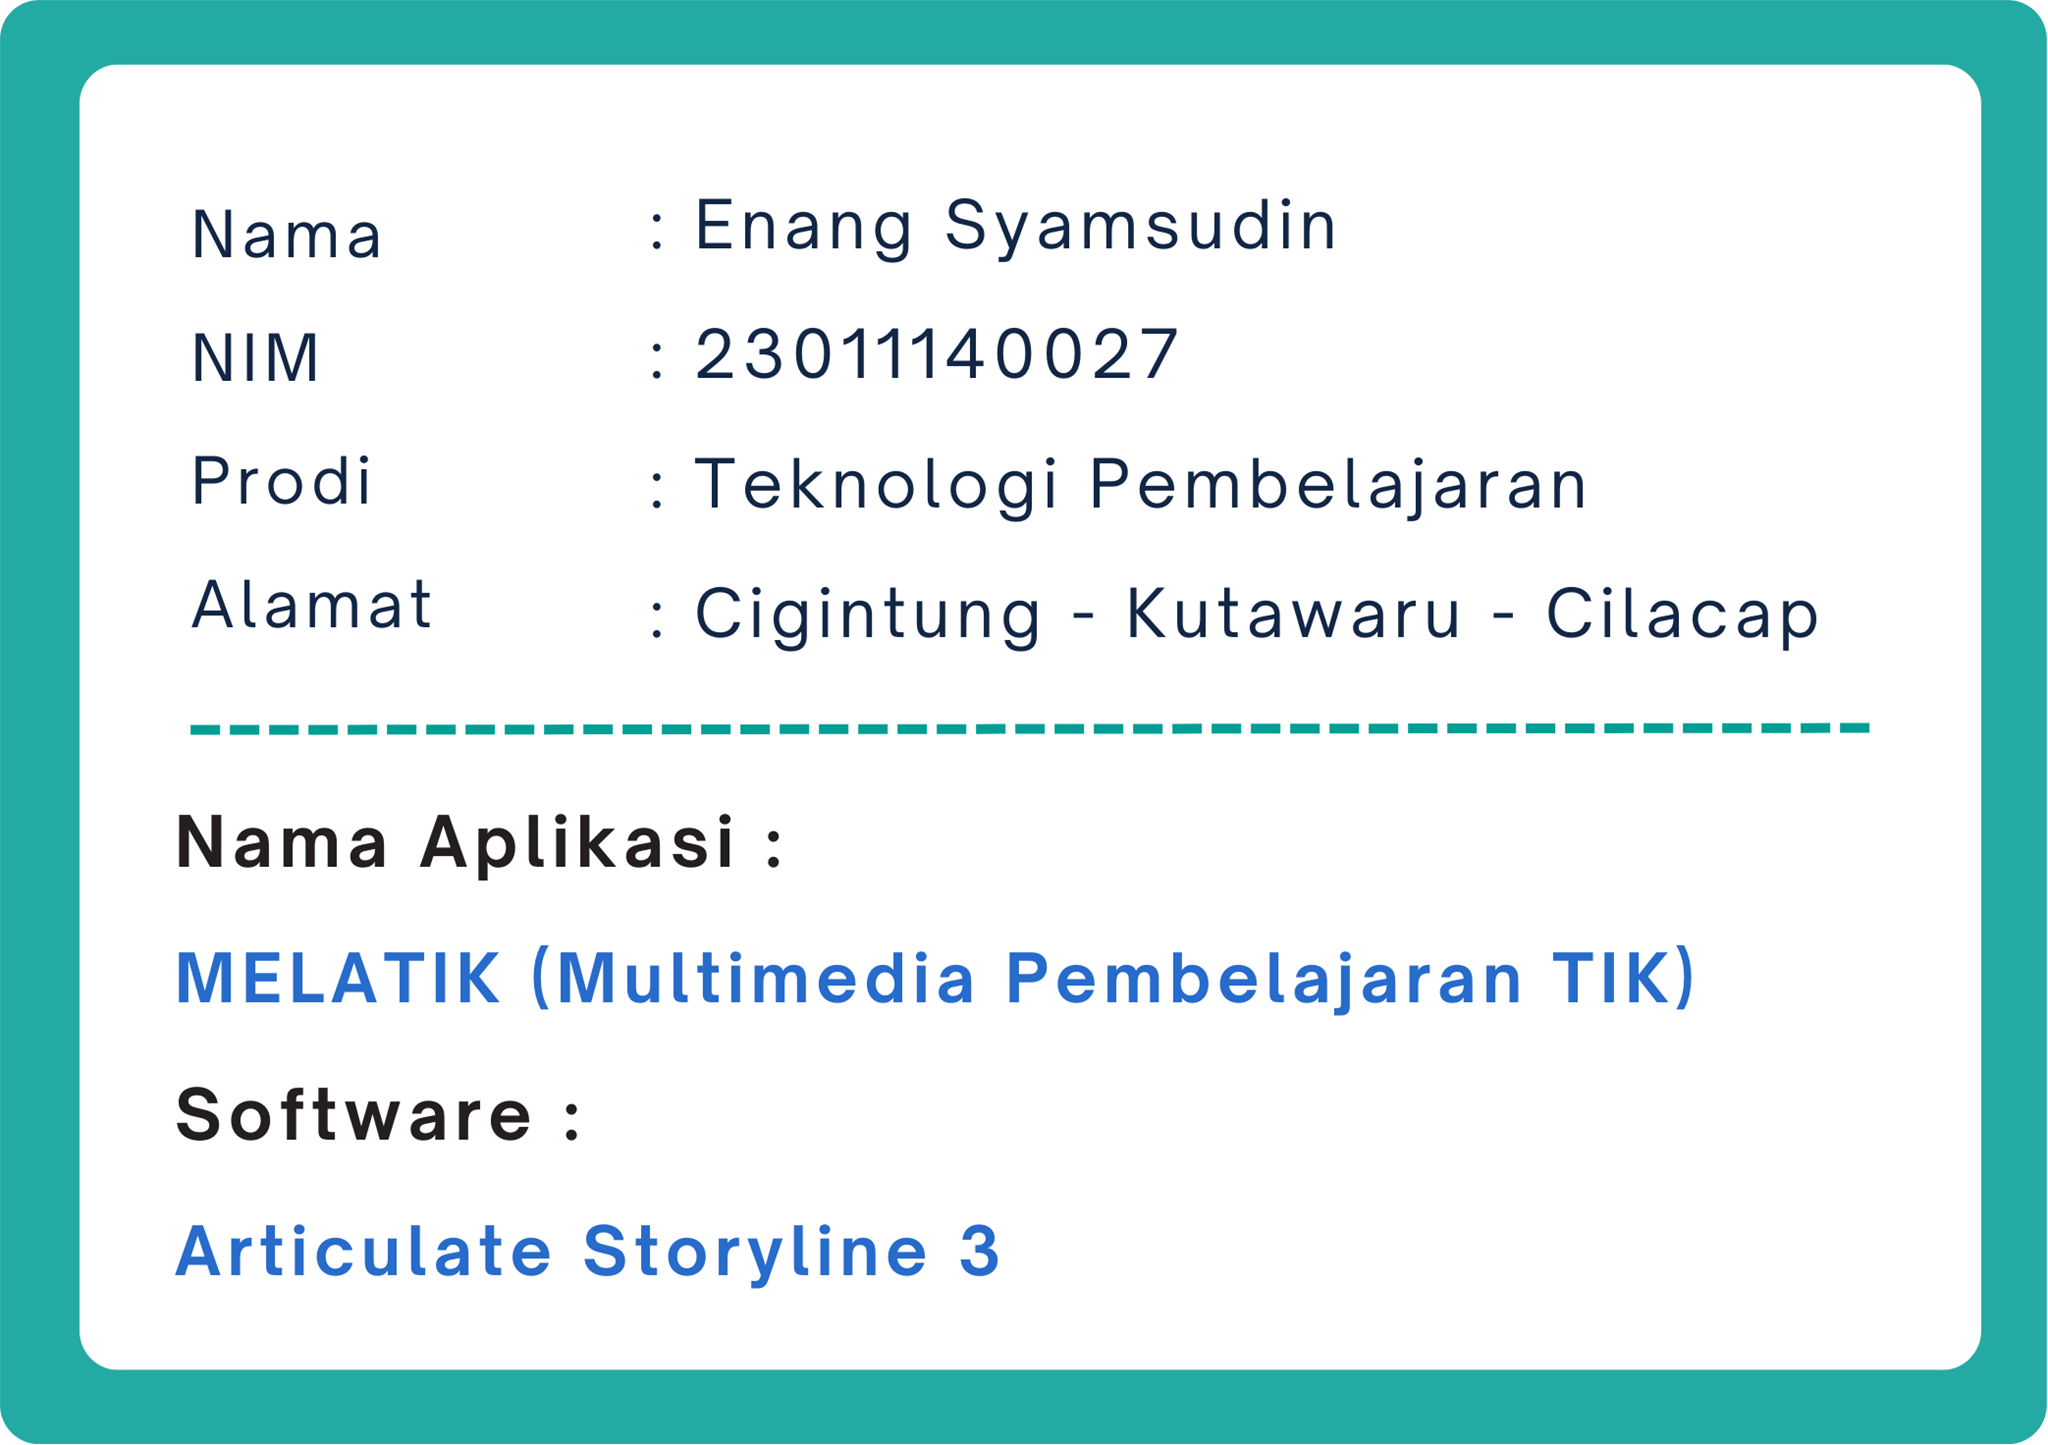 Nama : Enang Syamsudin
NIM : 23011140027
Prodi : Teknologi Pembelajaran
Alamat : Cigintung - Kutawaru - Cilacap
Nama Aplikasi :
MELATIK (Multimedia Pembelajaran TIK)
Software :
Articulate Storyline 3